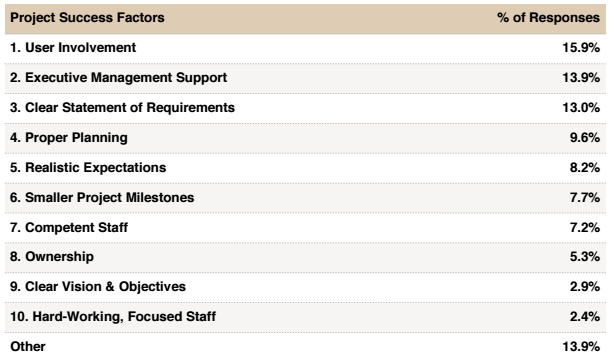 Project Success Factors % of Responses
1. User Involvement 15.9%
2. Executive Management Support 13.9%
3. Clear Statement of Requirements 13.0%
4. Proper Planning 9.6%
5. Realistic Expectations 8.2%
6. Smaller Project Milestones 7.7%
7. Competent Staff 7.2%
8. Ownership 5.3%
9. Clear Vision & Objectives 2.9%
10. Hard-Working, Focused Staff 2.4%
Other 13.9%